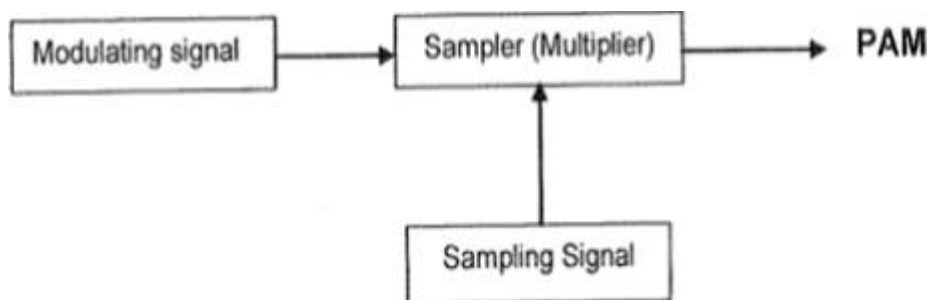 Modulating signal
Sampler (Multiplier)
PAM
Sampling Signal